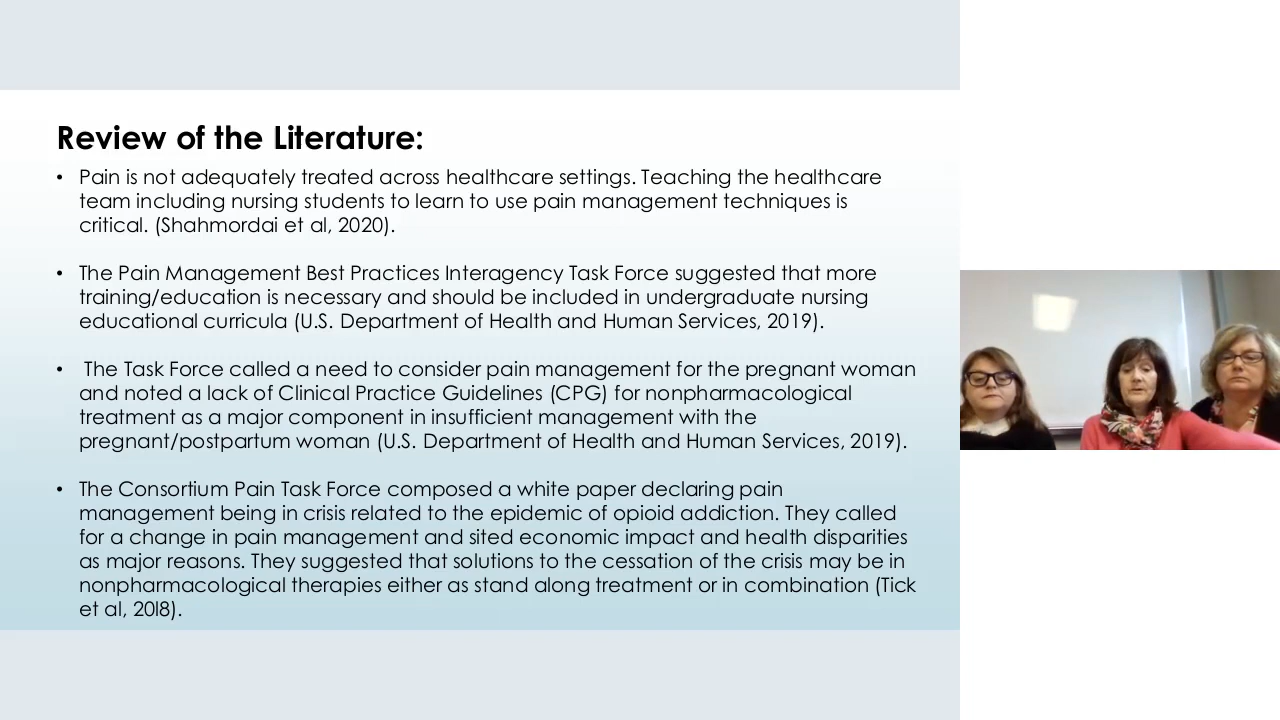 Review of the Literature:
• Pain is not adequately treated across healthcare settings. Teaching the healthcare
team including nursing students to learn to use pain management techniques is
critical. (Shahmordai et al, 2020).
• The Pain Management Best Practices Interagency Task Force suggested that more
training/education is necessary and should be included in undergraduate nursing
educational curricula (U.S. Department of Health and Human Services, 2019).
• The Task Force called a need to consider pain management for the pregnant woman
and noted a lack of Clinical Practice Guidelines (CPG) for nonpharmacological
treatment as a major component in insufficient management with the
pregnant/postpartum woman (U.S. Department of Health and Human Services, 2019).
• The Consortium Pain Task Force composed a white paper declaring pain
management being in crisis related to the epidemic of opioid addiction. They called
for a change in pain management and sited economic impact and health disparities
as major reasons. They suggested that solutions to the cessation of the crisis may be in
nonpharmacological therapies either as stand along treatment or in combination (Tick
et al, 20l8).